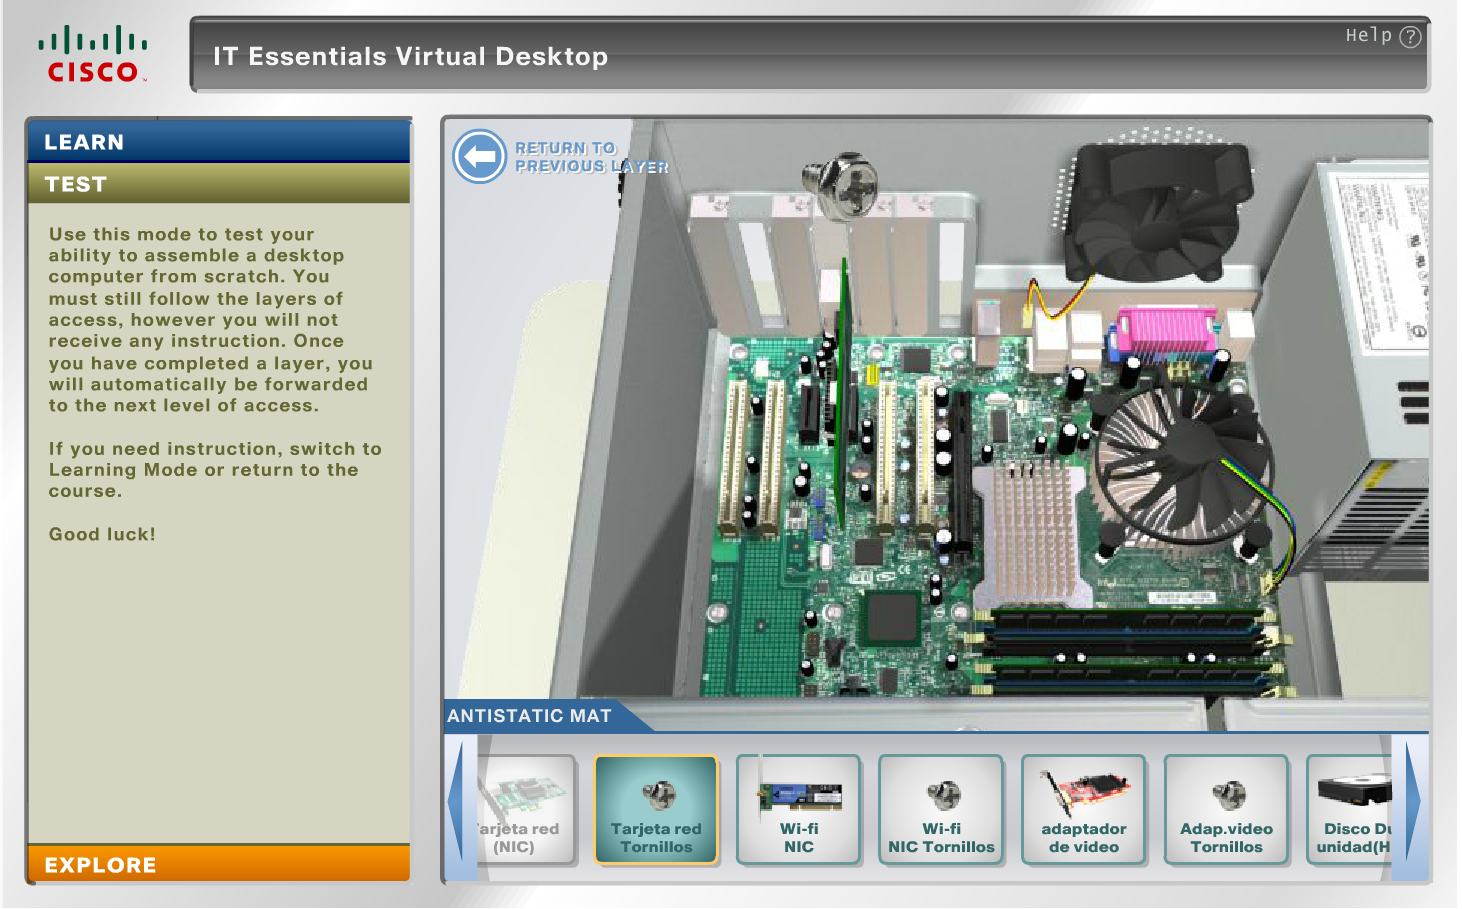 CISCO
IT Essentials Virtual Desktop
Help ?
LEARN
TEST
Use this mode to test your
ability to assemble a desktop
computer from scratch. You
must still follow the layers of
access, however you will not
receive any instruction. Once
you have completed a layer, you
will automatically be forwarded
to the next level of access.
If you need instruction, switch to
Learning Mode or return to the
course.
Good luck!
EXPLORE
RETURN TO
PREVIOUS LAYER
ANTISTATIC MAT
arjeta red
(NIC)
Tarjeta red
Tornillos
Wi-fi
NIC
Wi-fi
NIC Tornillos
adaptador
de video
Adap.video
Tornillos
Disco Du
unidad(H